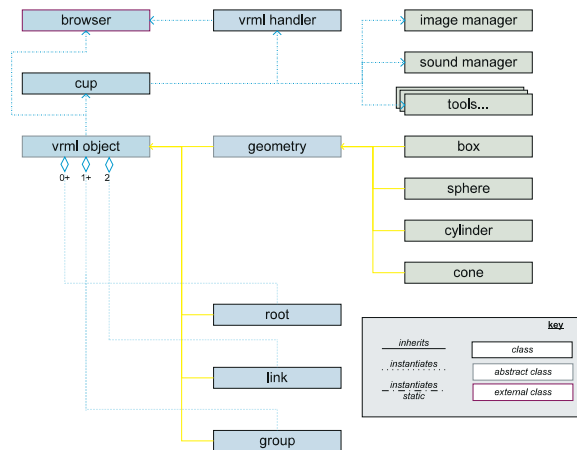 browser
vrml handler
image manager
cup
sound manager
tools...
vrml object
geometry
box
0+
1+
2
sphere
cylinder
cone
root
link
group
key
inherits
class
instantiates
abstract class
instantiates
static
external class